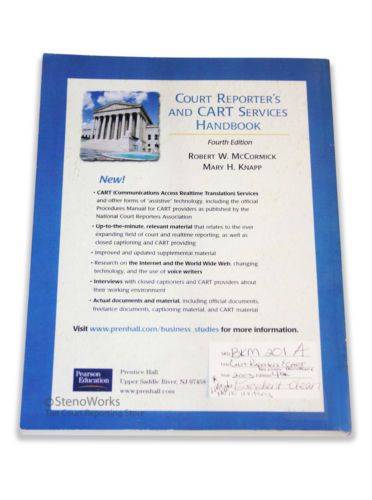 COURT REPORTER'S
AND CART SERVICES
HANDBOOK
Fourth Edition
ROBERT W. MCCORMICK
MARY H. KNAPP
New!
• CART (Communications Access Realtime Translation) Services
and other forms of 'assistive' technology, including the official
Procedures Manual for CART providers as published by the
National Court Reporters Association
• Up-to-the-minute, relevant material that relates to the ever
expanding field of court and realtime reporting, as well as
closed captioning and CART providing
• Improved and updated supplemental material
• Research on the Internet and the World Wide Web, changing
technology, and the use of voice writers
• Interviews with closed captioners and CART providers about
their working environment
• Actual documents and material, including official documents,
freelance documents, captioning material, and CART material
Visit www.prenhall.com/business_studies for more information.
Pearson
Education
Prentice Hall
Upper Saddle River, NJ 07458
www.prenhall.com
BKM 201 A
Court Reporter's/CART
2003
Excellent Clean
writing
©StenoWorks
The Court Reporting Store